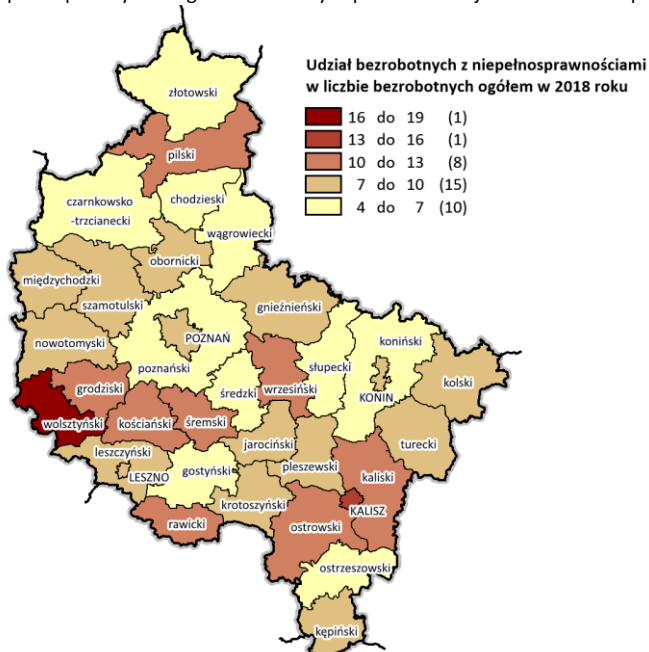 Udział bezrobotnych z niepełnosprawnościami
w liczbie bezrobotnych ogółem w 2018 roku
16 do 19 (1)
13 do 16 (1)
10 do 13 (8)
7 do 10 (15)
4 do 7 (10)
złotowski
pilski
czarnkowsko
-trzcianecki
chodzieski
wągrowiecki
obornicki
międzychodzki
szamotulski
gnieźnieński
POZNAŃ
nowotomyski
poznański
słupecki
koniński
kolski
grodziski
średzki
wrzesiński
KONIN
wolsztyński
kościański
śremski
jarociński
turecki
leszczyński
LESZNO
gostyński
pleszewski
kaliski
krotoszyński
KALISZ
rawicki
ostrowski
ostrzeszowski
kępiński